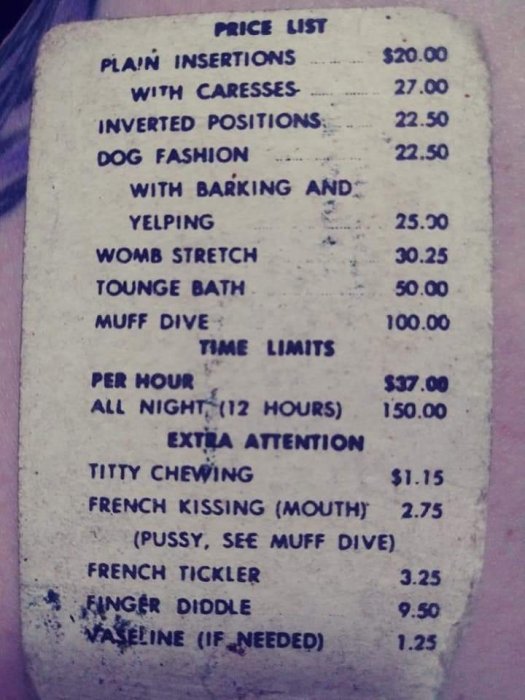 PRICE LIST
PLAIN INSERTIONS $20.00
WITH CARESSES 27.00
INVERTED POSITIONS 22.50
DOG FASHION 22.50
WITH BARKING AND
YELPING 25.00
WOMB STRETCH 30.25
TOUNGE BATH 50.00
MUFF DIVE 100.00
TIME LIMITS
PER HOUR $37.00
ALL NIGHT, (12 HOURS) 150.00
EXTRA ATTENTION
TITTY CHEWING $1.15
FRENCH KISSING (MOUTH) 2.75
(PUSSY, SEE MUFF DIVE)
FRENCH TICKLER 3.25
FINGER DIDDLE 9.50
VASELINE (IF NEEDED) 1.25